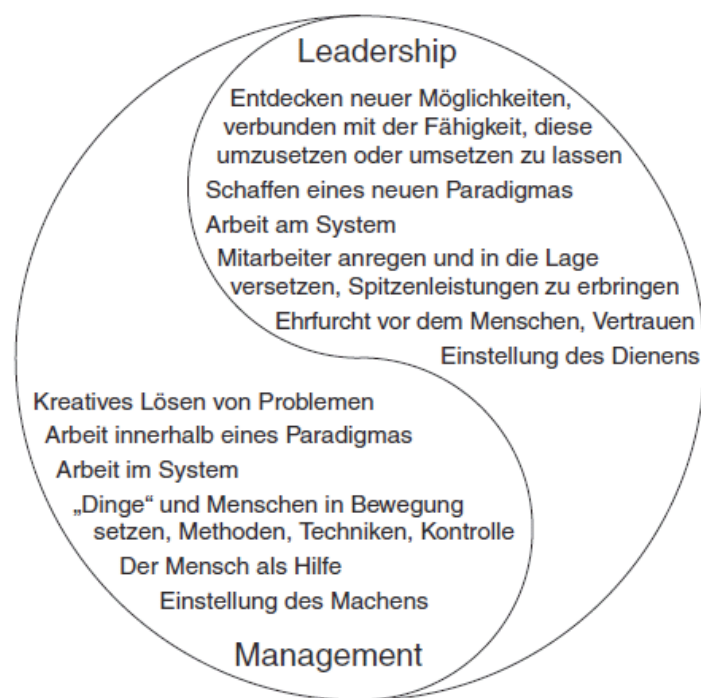 Leadership
Entdecken neuer Möglichkeiten,
verbunden mit der Fähigkeit, diese
umzusetzen oder umsetzen zu lassen
Schaffen eines neuen Paradigmas
Arbeit am System
Mitarbeiter anregen und in die Lage
versetzen, Spitzenleistungen zu erbringen
Ehrfurcht vor dem Menschen, Vertrauen
Einstellung des Dienens
Kreatives Lösen von Problemen
Arbeit innerhalb eines Paradigmas
Arbeit im System
„Dinge“ und Menschen in Bewegung
setzen, Methoden, Techniken, Kontrolle
Der Mensch als Hilfe
Einstellung des Machens
Management